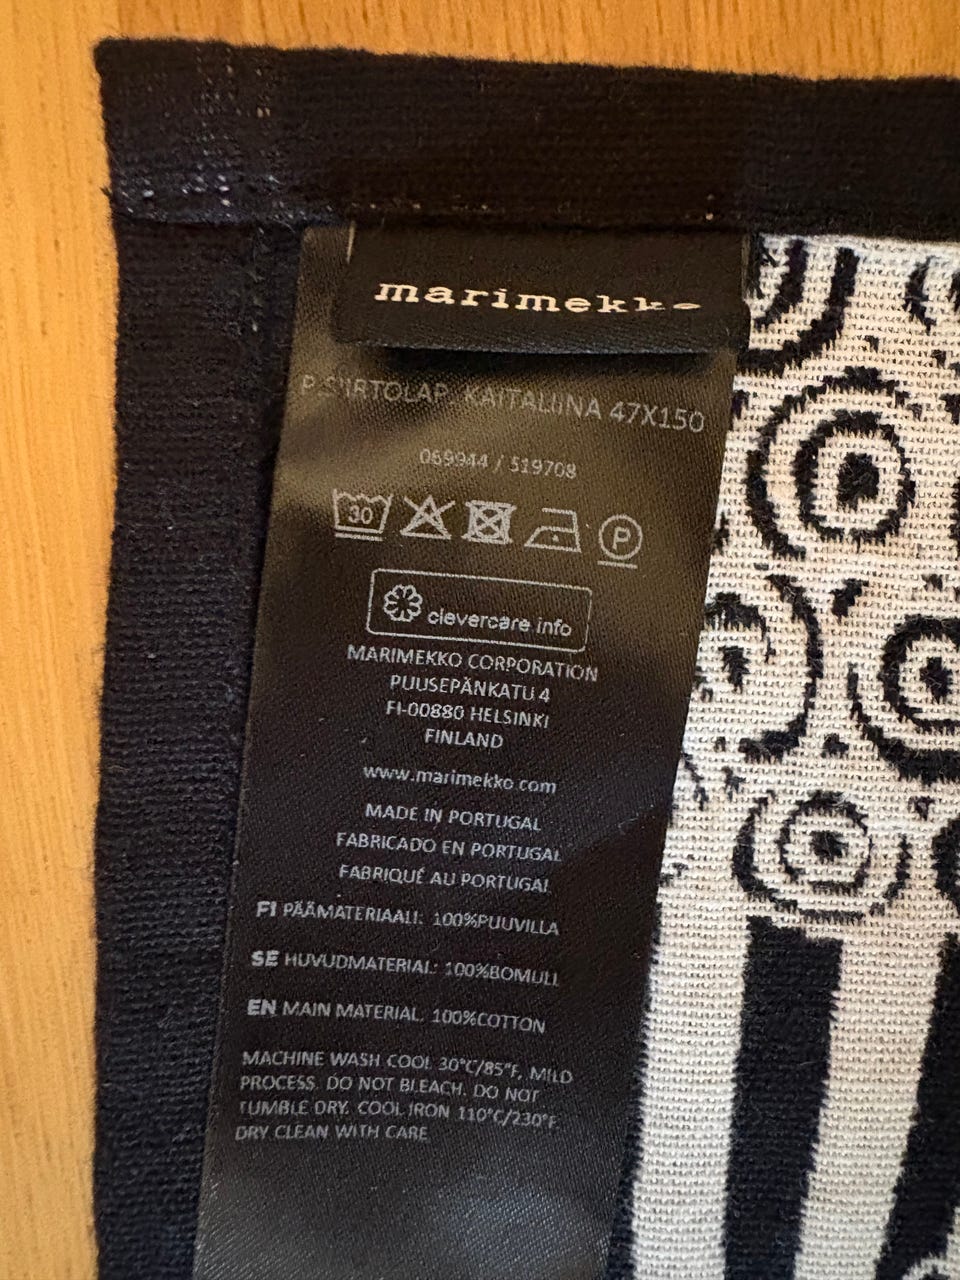 marimekko
P.SIIRTOLAP. KAITALIINA 47X150
069944 / 519708
30
P
clevercare info
MARIMEKKO CORPORATION
PUUSEPÄNKATU 4
FI-00880 HELSINKI
FINLAND
www.marimekko.com
MADE IN PORTUGAL
FABRICADO EN PORTUGAL
FABRIQUÉ AU PORTUGAL
FI PÄÄMATERIAALI: 100%PUUVILLA
SE HUVUDMATERIAL: 100%BOMULL
EN MAIN MATERIAL: 100%COTTON
MACHINE WASH COOL 30°C/85°F, MILD
PROCESS. DO NOT BLEACH. DO NOT
TUMBLE DRY. COOL IRON 110°C/230°F.
DRY CLEAN WITH CARE